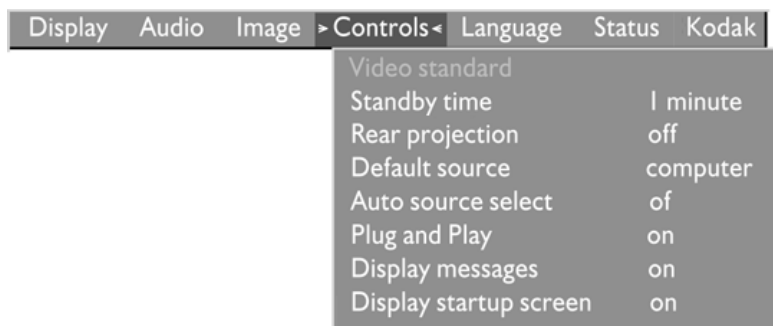 Display Audio Image > Controls < Language Status Kodak
Video standard
Standby time 1 minute
Rear projection off
Default source computer
Auto source select of
Plug and Play on
Display messages on
Display startup screen on